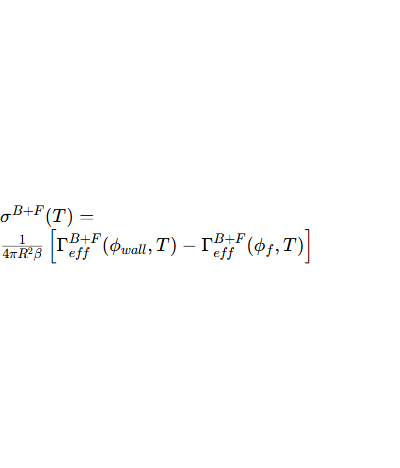 σ^{B+F}(T) =
\frac{1}{4πR^2β} [Γ_{eff}^{B+F}(ϕ_{wall}, T) − Γ_{eff}^{B+F}(ϕ_f, T)]